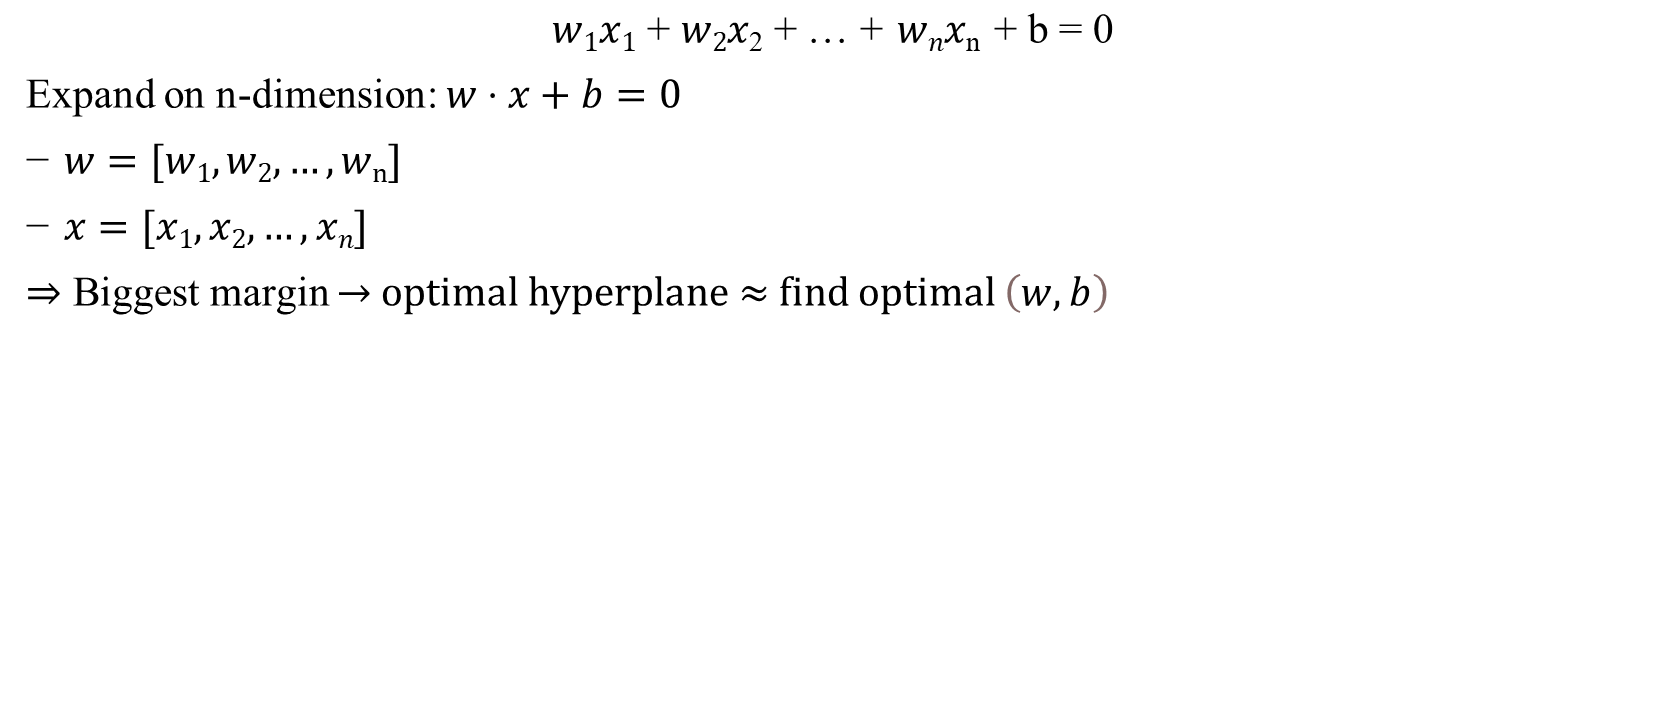 w₁x₁ + w₂x₂ + … + wₙxₙ + b = 0
Expand on n-dimension: w · x + b = 0
− w = [w₁, w₂, … , wₙ]
− x = [x₁, x₂, … , xₙ]
⇒ Biggest margin → optimal hyperplane ≈ find optimal (w, b)